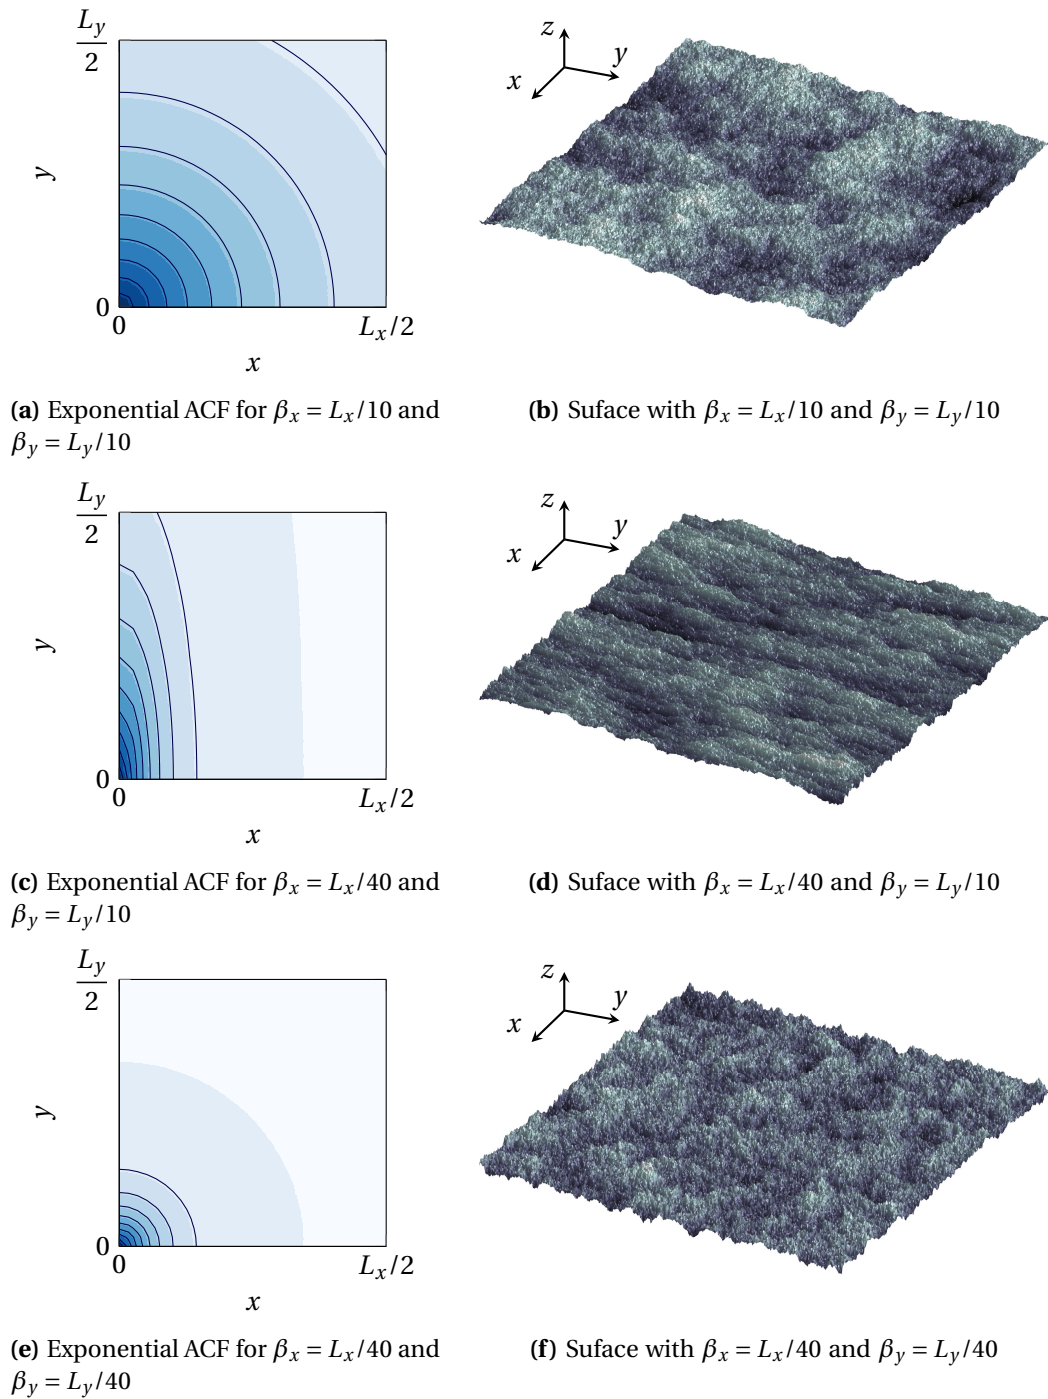 L_y
2
y
0
0
L_x/2
x
z
y
x
(a) Exponential ACF for β_x = L_x/10 and
β_y = L_y/10
(b) Suface with β_x = L_x/10 and β_y = L_y/10
L_y
2
y
0
0
L_x/2
x
z
y
x
(c) Exponential ACF for β_x = L_x/40 and
β_y = L_y/10
(d) Suface with β_x = L_x/40 and β_y = L_y/10
L_y
2
y
0
0
L_x/2
x
z
y
x
(e) Exponential ACF for β_x = L_x/40 and
β_y = L_y/40
(f) Suface with β_x = L_x/40 and β_y = L_y/40